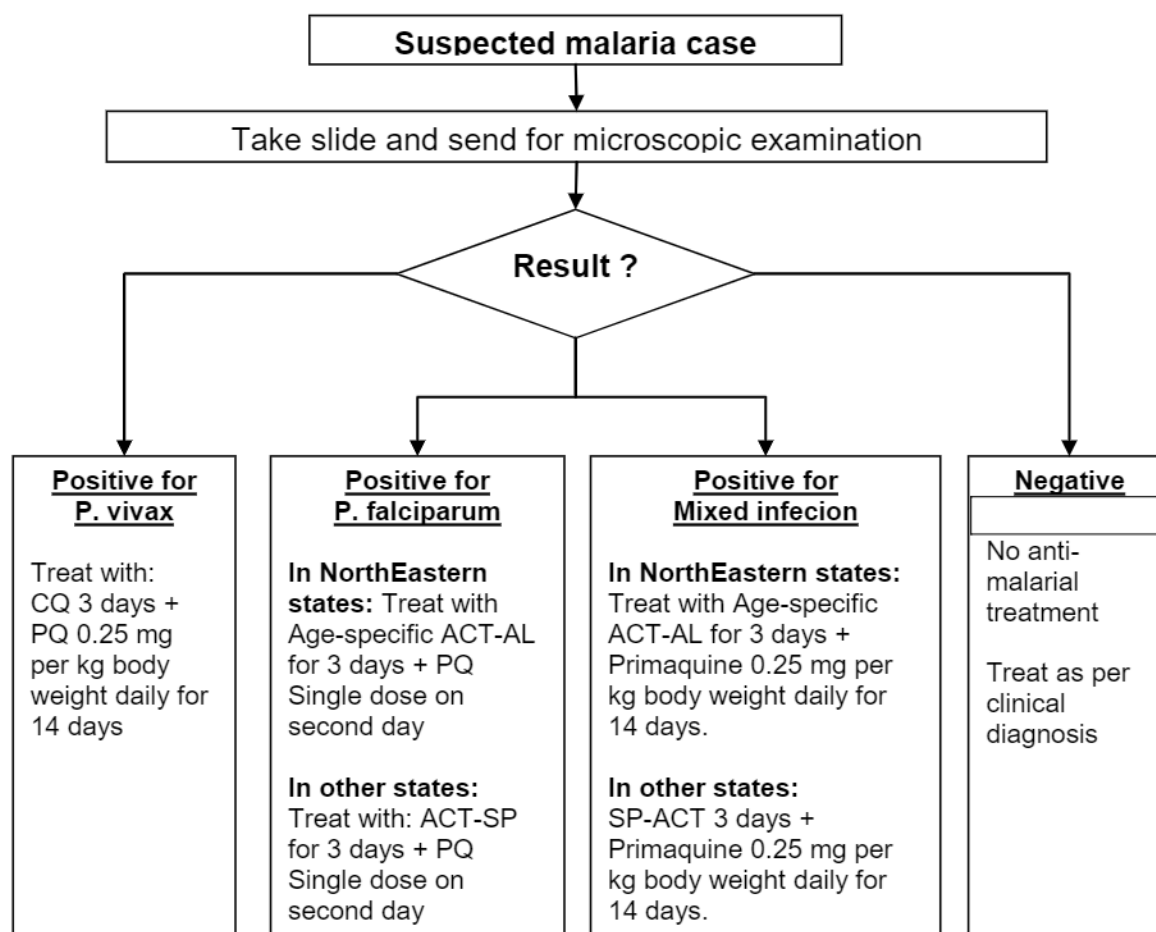 Suspected malaria case
Take slide and send for microscopic examination
Result ?
Positive for
P. vivax
Treat with:
CQ 3 days +
PQ 0.25 mg
per kg body
weight daily for
14 days
Positive for
P. falciparum
In NorthEastern
states: Treat with
Age-specific ACT-AL
for 3 days + PQ
Single dose on
second day
In other states:
Treat with: ACT-SP
for 3 days + PQ
Single dose on
second day
Positive for
Mixed infecion
In NorthEastern states:
Treat with Age-specific
ACT-AL for 3 days +
Primaquine 0.25 mg per
kg body weight daily for
14 days.
In other states:
SP-ACT 3 days +
Primaquine 0.25 mg per
kg body weight daily for
14 days.
Negative
No anti-
malarial
treatment
Treat as per
clinical
diagnosis